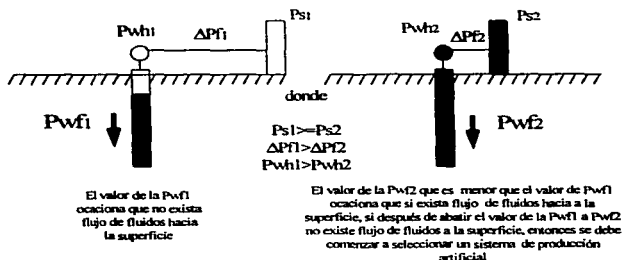 Pwh1
ΔPf1
Ps1
Pwf1
Pwh2
ΔPf2
Ps2
Pwf2
donde
Ps1>=Ps2
ΔPf1>ΔPf2
Pwh1>Pwh2
El valor de la Pwf1
ocaciona que no exista
flujo de fluidos hacia
la superficie
El valor de la Pwf2 que es menor que el valor de Pwf1
ocaciona que si exista flujo de fluidos hacia a la
superficie, si después de abatir el valor de la Pwf1 a Pwf2
no existe flujo de fluidos a la superficie, entonces se debe
comenzar a seleccionar un sistema de producción
artificial